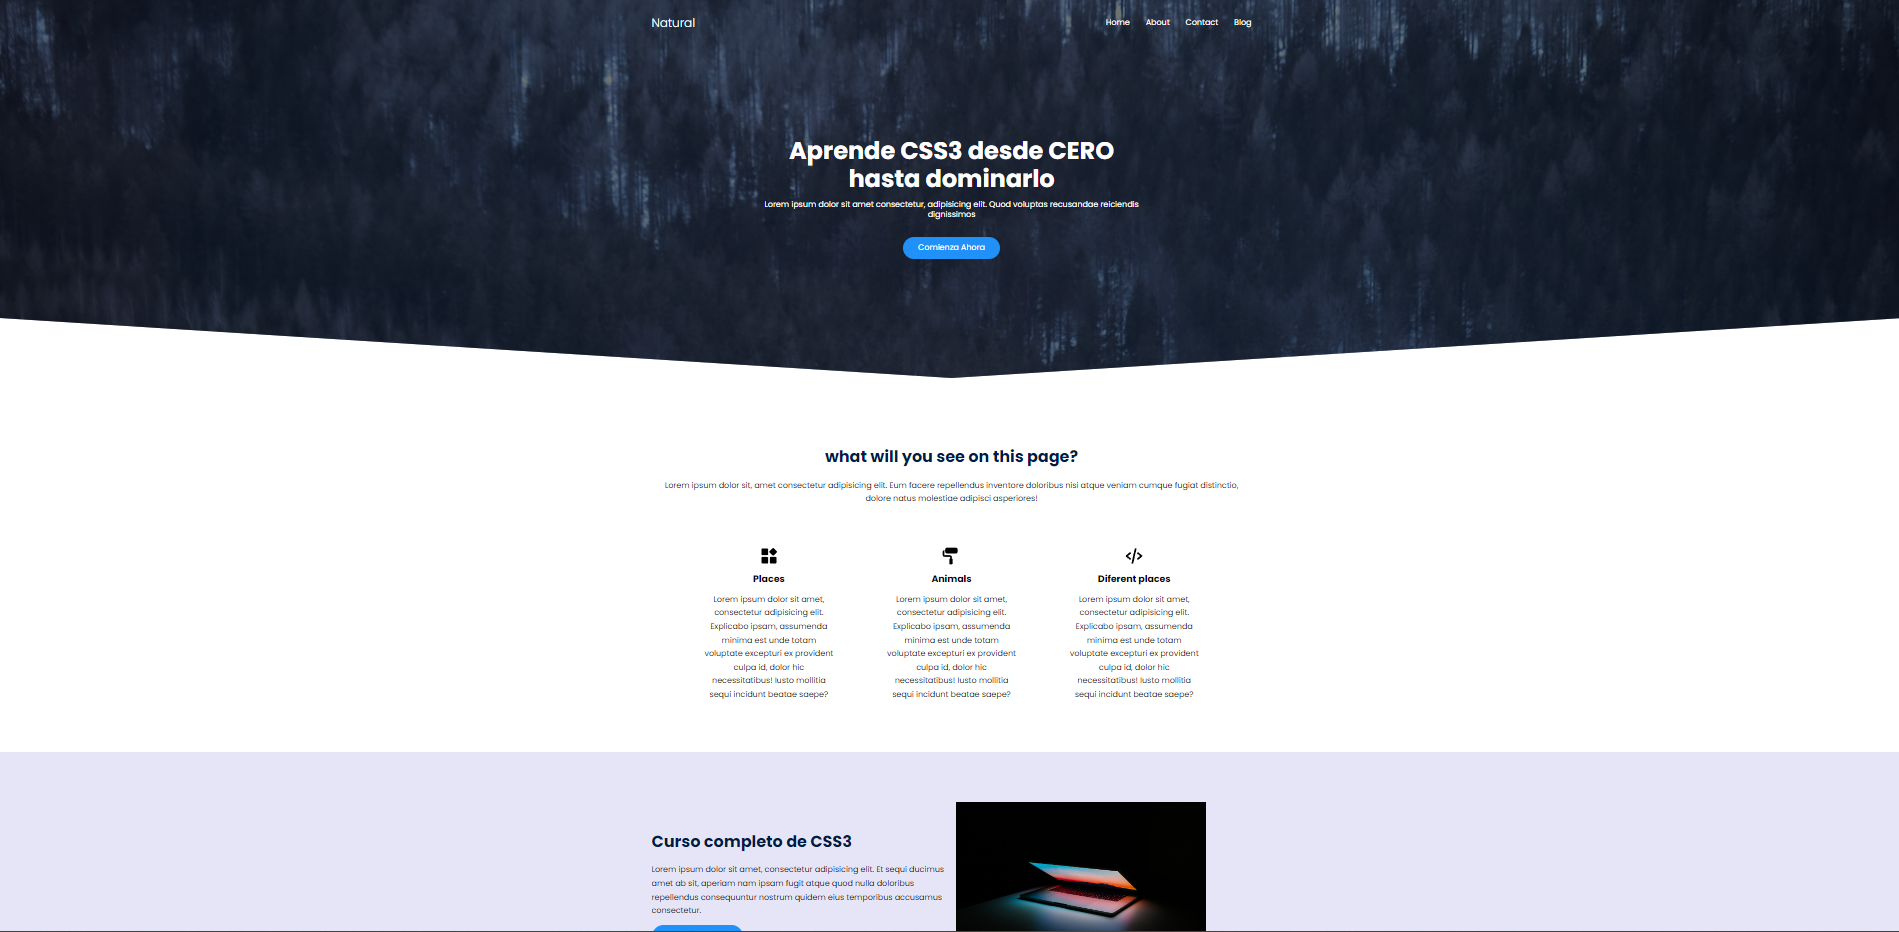 Natural
Home About Contact Blog
Aprende CSS3 desde CERO
hasta dominarlo
Lorem ipsum dolor sit amet consectetur, adipisicing elit. Quod voluptas recusandae reiciendis
dignissimos
Comienza Ahora
what will you see on this page?
Lorem ipsum dolor sit, amet consectetur adipisicing elit. Eum facere repellendus inventore doloribus nisi atque veniam cumque fugiat distinctio,
dolore natus molestiae adipisci asperiores!
Places
Lorem ipsum dolor sit amet,
consectetur adipisicing elit.
Explicabo ipsam, assumenda
minima est unde totam
voluptate excepturi ex provident
culpa id, dolor hic
necessitatibus! Iusto mollitia
sequi incidunt beatae saepe?
Animals
Lorem ipsum dolor sit amet,
consectetur adipisicing elit.
Explicabo ipsam, assumenda
minima est unde totam
voluptate excepturi ex provident
culpa id, dolor hic
necessitatibus! Iusto mollitia
sequi incidunt beatae saepe?
Diferent places
Lorem ipsum dolor sit amet,
consectetur adipisicing elit.
Explicabo ipsam, assumenda
minima est unde totam
voluptate excepturi ex provident
culpa id, dolor hic
necessitatibus! Iusto mollitia
sequi incidunt beatae saepe?
Curso completo de CSS3
Lorem ipsum dolor sit amet, consectetur adipisicing elit. Et sequi ducimus
amet ab sit, aperiam nam ipsam fugit atque quod nulla doloribus
repellendus consequuntur nostrum quidem eius temporibus accusamus
consectetur.